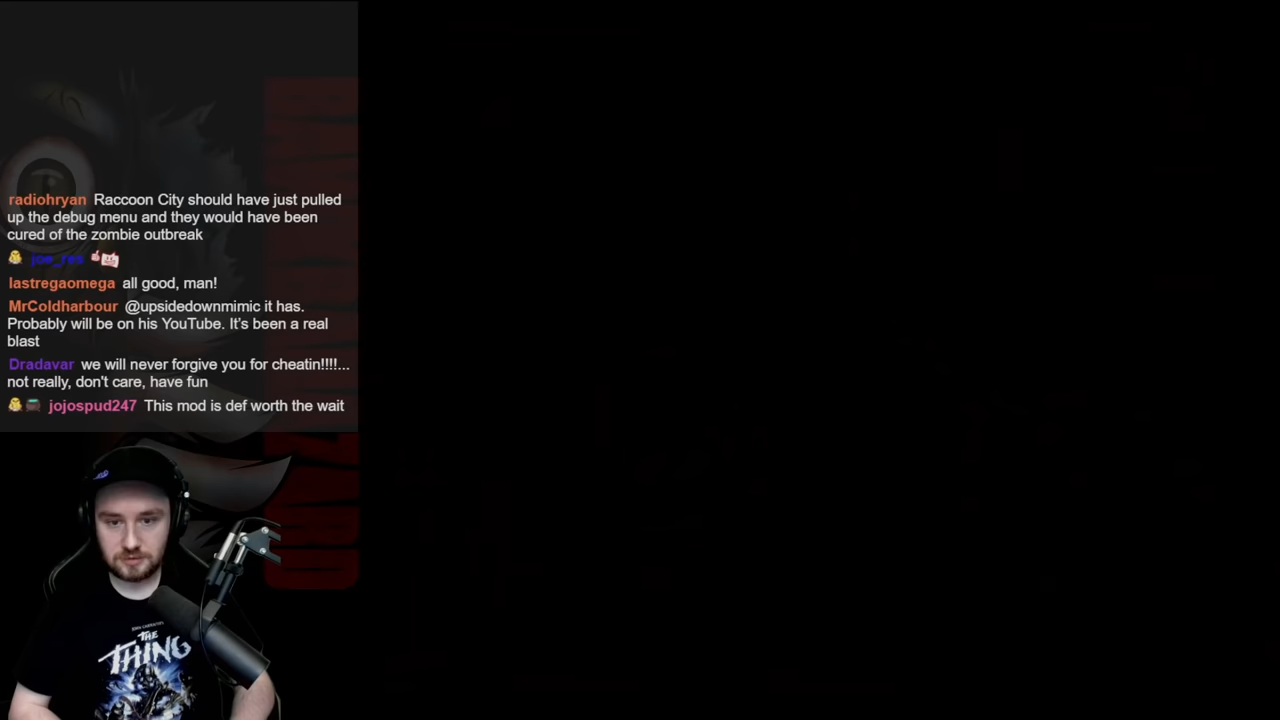 radiohryan Raccoon City should have just pulled
up the debug menu and they would have been
cured of the zombie outbreak
joe_res
lastregaomega all good, man!
MrColdharbour @upsidedownmimic it has.
Probably will be on his YouTube. It's been a real
blast
Dradavar we will never forgive you for cheatin!!!!...
not really, don't care, have fun
jojospud247 This mod is def worth the wait
JOHN CARPENTER'S
THE
THING